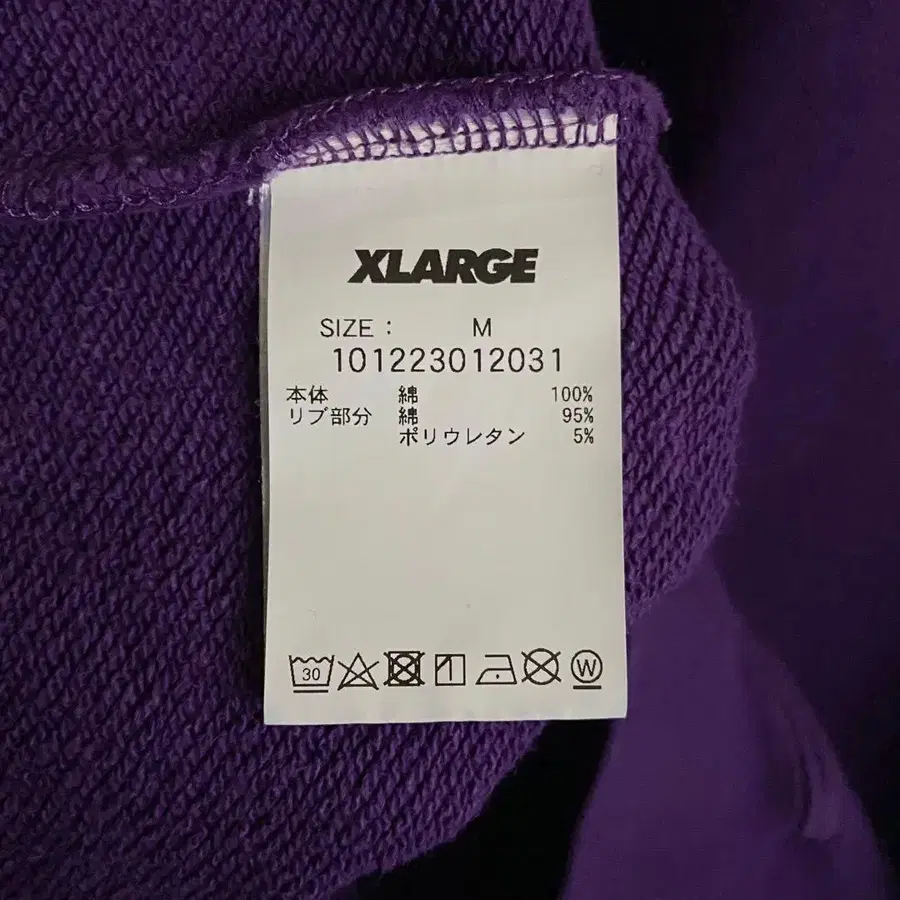 XLARGE
SIZE : M
101223012031
本体 綿 100%
リブ部分 綿 95%
ポリウレタン 5%
30
W